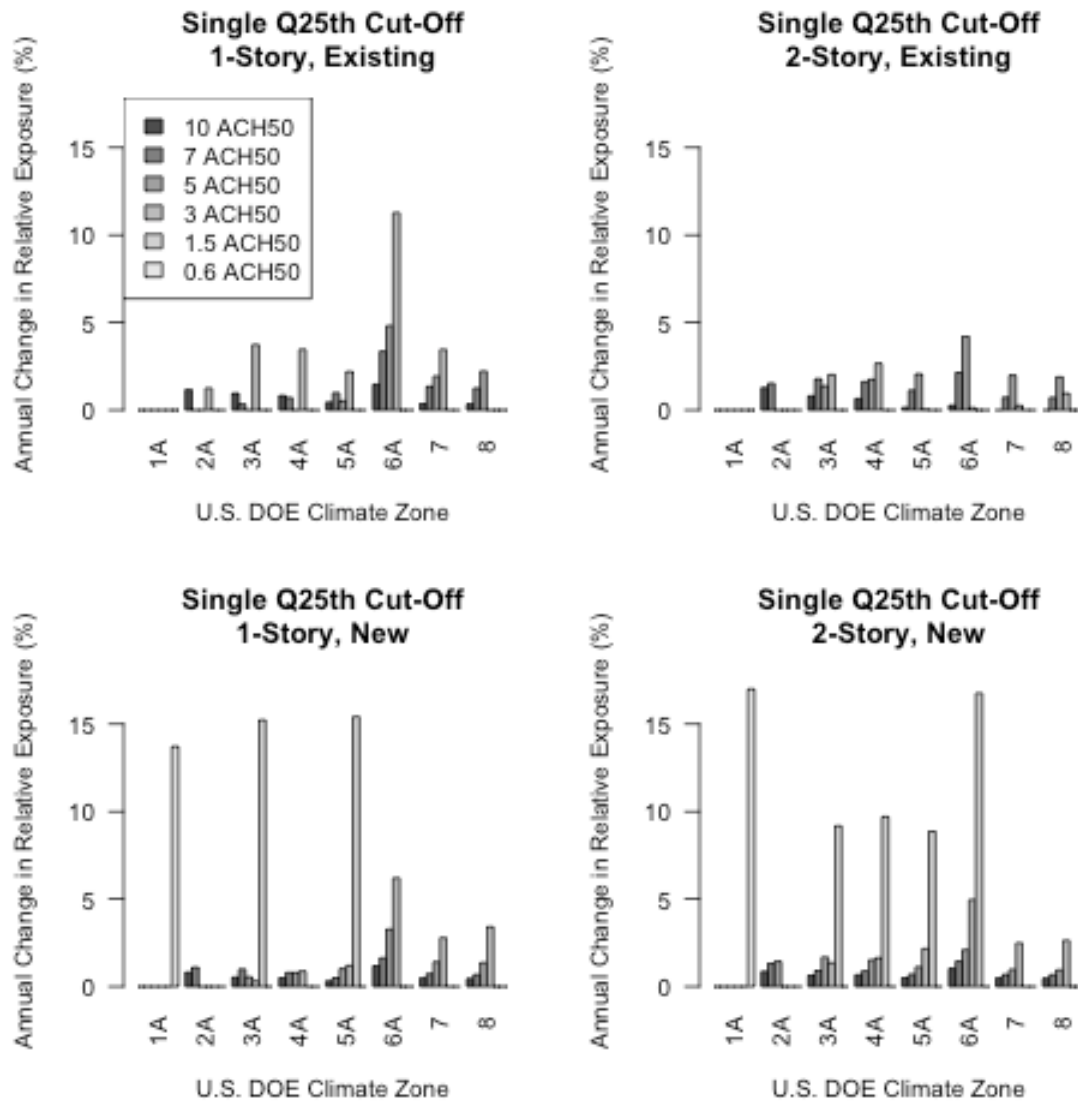 Single Q25th Cut-Off
1-Story, Existing
Annual Change in Relative Exposure (%)
15
10
5
0
10 ACH50
7 ACH50
5 ACH50
3 ACH50
1.5 ACH50
0.6 ACH50
1A
2A
3A
4A
5A
6A
7
8
U.S. DOE Climate Zone
Single Q25th Cut-Off
2-Story, Existing
Annual Change in Relative Exposure (%)
15
10
5
0
1A
2A
3A
4A
5A
6A
7
8
U.S. DOE Climate Zone
Single Q25th Cut-Off
1-Story, New
Annual Change in Relative Exposure (%)
15
10
5
0
1A
2A
3A
4A
5A
6A
7
8
U.S. DOE Climate Zone
Single Q25th Cut-Off
2-Story, New
Annual Change in Relative Exposure (%)
15
10
5
0
1A
2A
3A
4A
5A
6A
7
8
U.S. DOE Climate Zone